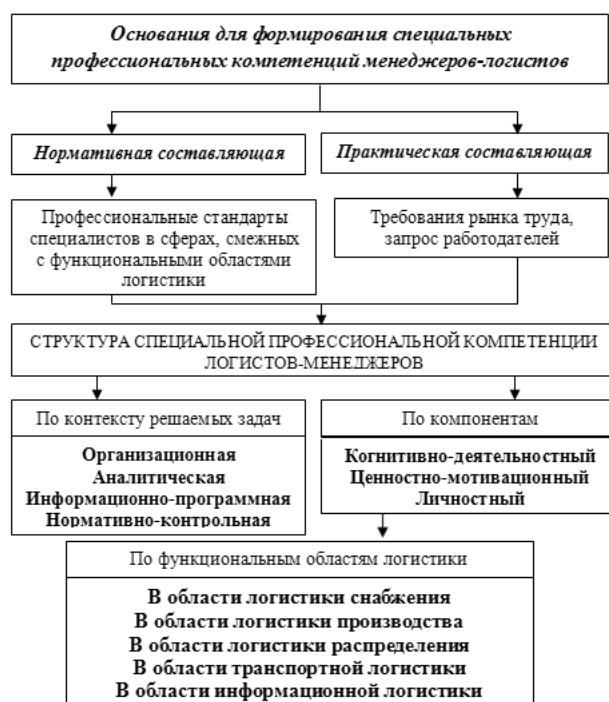 Основания для формирования специальных
профессиональных компетенций менеджеров-логистов
Нормативная составляющая
Практическая составляющая
Профессиональные стандарты
специалистов в сферах, смежных
с функциональными областями
логистики
Требования рынка труда,
запрос работодателей
СТРУКТУРА СПЕЦИАЛЬНОЙ ПРОФЕССИОНАЛЬНОЙ КОМПЕТЕНЦИИ
ЛОГИСТОВ-МЕНЕДЖЕРОВ
По контексту решаемых задач
Организационная
Аналитическая
Информационно-программная
Нормативно-контрольная
По компонентам
Когнитивно-деятельностный
Ценностно-мотивационный
Личностный
По функциональным областям логистики
В области логистики снабжения
В области логистики производства
В области логистики распределения
В области транспортной логистики
В области информационной логистики